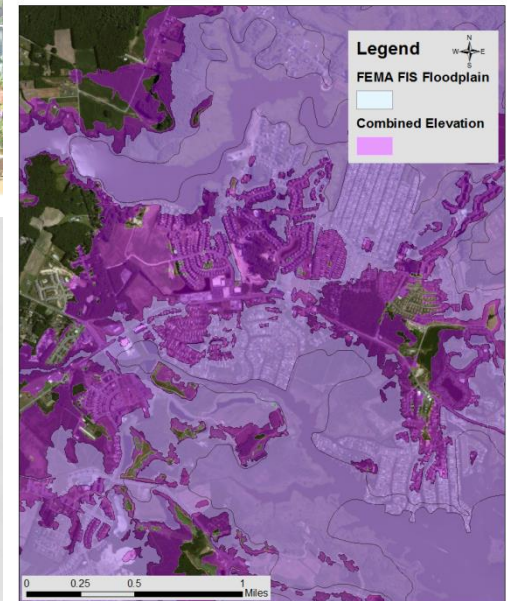 Legend
N
W E
S
FEMA FIS Floodplain
Combined Elevation
0 0.25 0.5 1
Miles